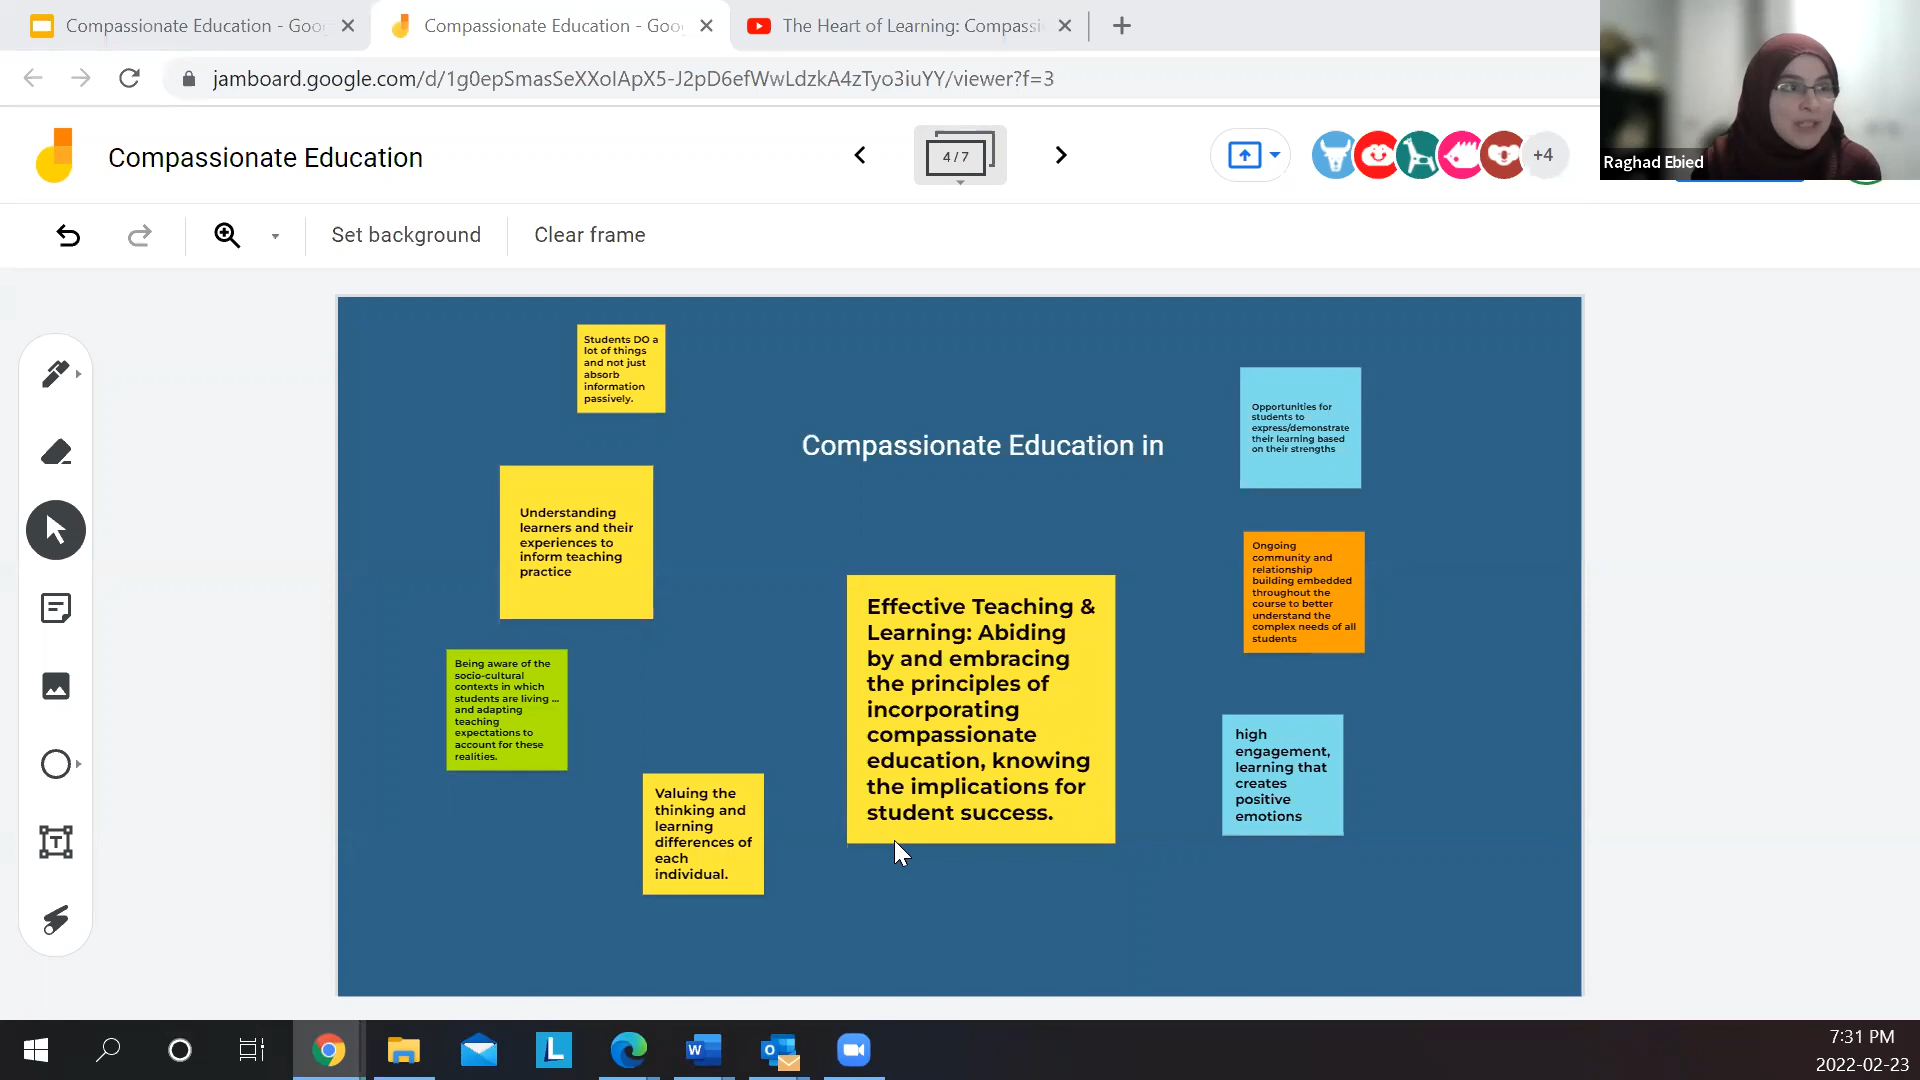 Compassionate Education - Goo
Compassionate Education - Goo
The Heart of Learning: Compassi
jamboard.google.com/d/1g0epSmasSeXXoIApX5-J2pD6efWwLdzkA4zTyo3iuYY/viewer?f=3
Compassionate Education
4 / 7
+4
Raghad Ebied
Set background
Clear frame
Students DO a
lot of things
and not just
absorb
information
passively.
Compassionate Education in
Opportunities for
students to
express/demonstrate
their learning based
on their strengths
Understanding
learners and their
experiences to
inform teaching
practice
Ongoing
community and
relationship
building embedded
throughout the
course to better
understand the
complex needs of all
students
Effective Teaching &
Learning: Abiding
by and embracing
the principles of
incorporating
compassionate
education, knowing
the implications for
student success.
Being aware of the
socio-cultural
contexts in which
students are living ...
and adapting
teaching
expectations to
account for these
realities.
high
engagement,
learning that
creates
positive
emotions
Valuing the
thinking and
learning
differences of
each
individual.
7:31 PM
2022-02-23